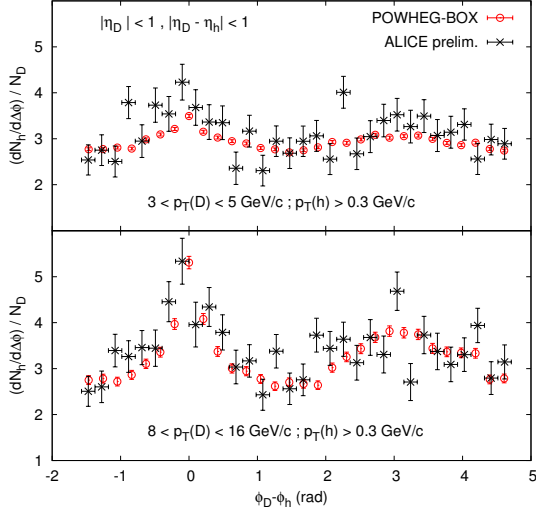 |η_D | < 1 , |η_D - η_h| < 1
POWHEG-BOX
ALICE prelim.
(dN_h/dΔϕ) / N_D
5
4
3
2
3 < p_T(D) < 5 GeV/c ; p_T(h) > 0.3 GeV/c
(dN_h/dΔϕ) / N_D
5
4
3
2
1
8 < p_T(D) < 16 GeV/c ; p_T(h) > 0.3 GeV/c
-2 -1 0 1 2 3 4 5
ϕ_D-ϕ_h (rad)